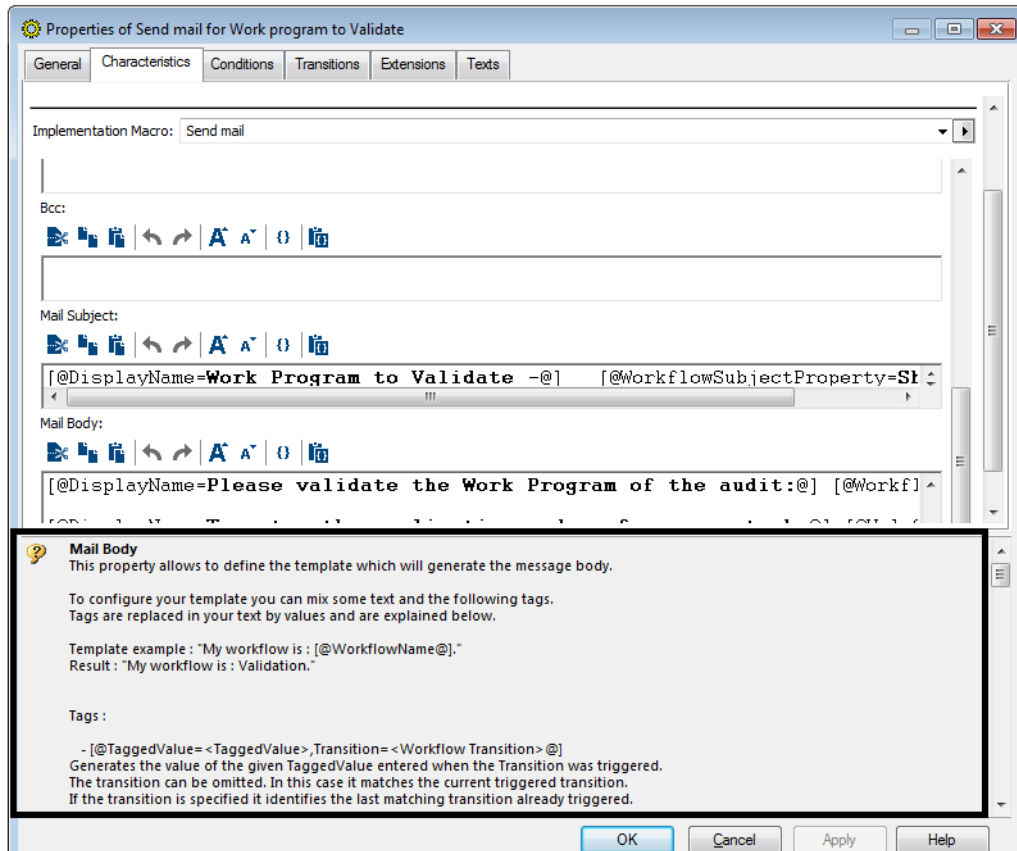 Properties of Send mail for Work program to Validate
General Characteristics Conditions Transitions Extensions Texts
Implementation Macro: Send mail
Bcc:
Mail Subject:
[@DisplayName=Work Program to Validate -@] [@WorkflowSubjectProperty=
Mail Body:
[@DisplayName=Please validate the Work Program of the audit:@] [@Workfl
Mail Body
This property allows to define the template which will generate the message body.
To configure your template you can mix some text and the following tags.
Tags are replaced in your text by values and are explained below.
Template example : "My workflow is : [@WorkflowName@]."
Result : "My workflow is : Validation."
Tags :
- [@TaggedValue=<TaggedValue>,Transition=<Workflow Transition>@]
Generates the value of the given TaggedValue entered when the Transition was triggered.
The transition can be omitted. In this case it matches the current triggered transition.
If the transition is specified it identifies the last matching transition already triggered.
OK Cancel Apply Help